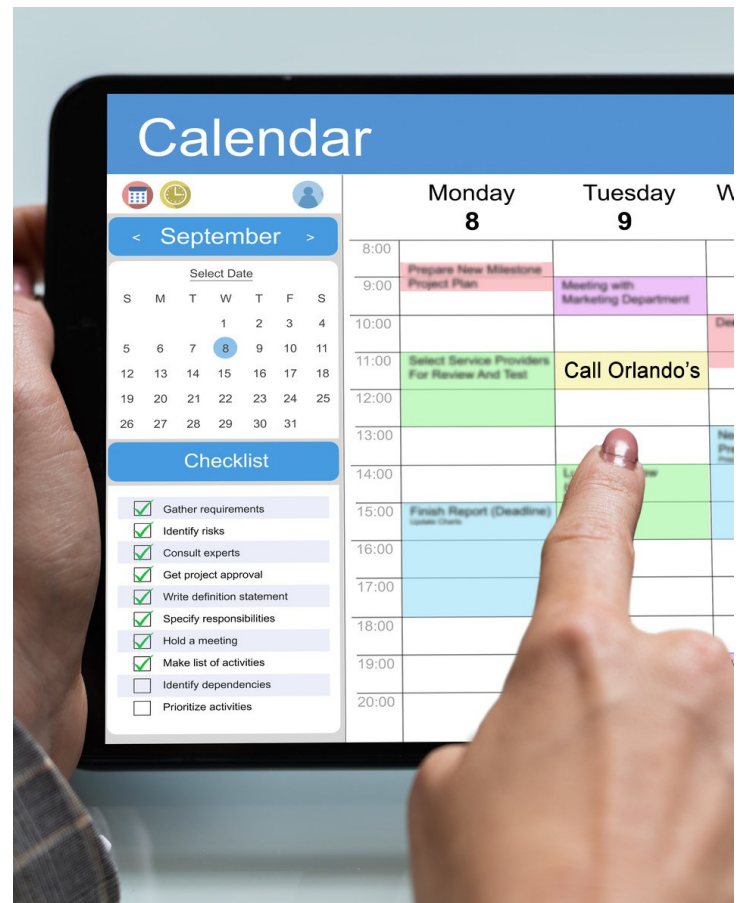 Calendar
Monday Tuesday W
8 9
< September >
Select Date
S M T W T F S
1 2 3 4
5 6 7 8 9 10 11
12 13 14 15 16 17 18
19 20 21 22 23 24 25
26 27 28 29 30 31
Checklist
Gather requirements
Identify risks
Consult experts
Get project approval
Write definition statement
Specify responsibilities
Hold a meeting
Make list of activities
Identify dependencies
Prioritize activities
8:00
Prepare New Milestone
9:00 Project Plan Meeting with
Marketing Department
10:00
11:00 Select Service Providers
For Review And Test Call Orlando's
12:00
13:00
14:00
15:00 Finish Report (Deadline)
Update Charts
16:00
17:00
18:00
19:00
20:00